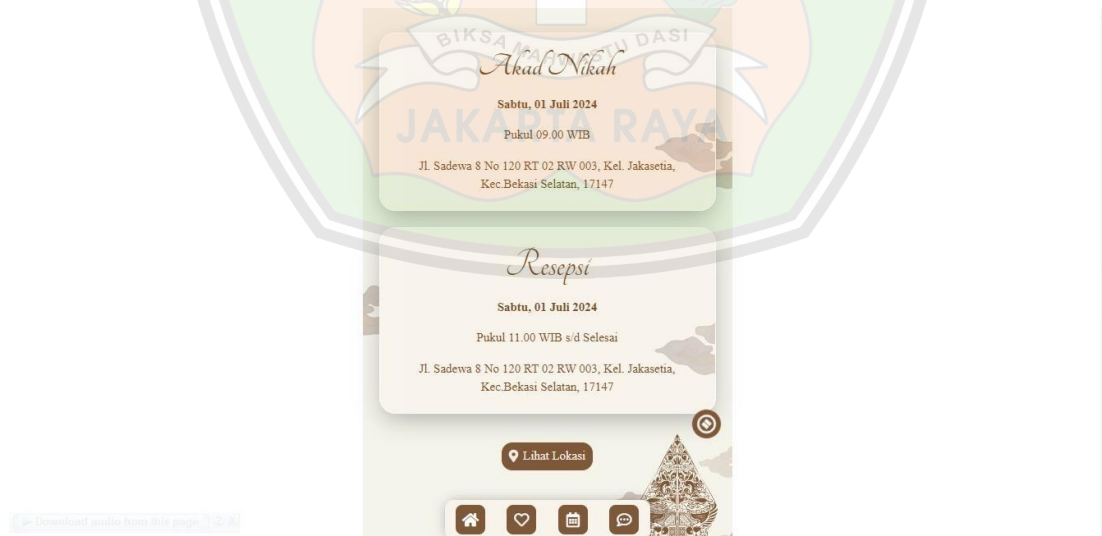 BIKSA MAHWASTU DASI
Akad Nikah
Sabtu, 01 Juli 2024
JAKARTA RAYA
Pukul 09.00 WIB
Jl. Sadewa 8 No 120 RT 02 RW 003, Kel. Jakasetia,
Kec.Bekasi Selatan, 17147
Resepsi
Sabtu, 01 Juli 2024
Pukul 11.00 WIB s/d Selesai
Jl. Sadewa 8 No 120 RT 02 RW 003, Kel. Jakasetia,
Kec.Bekasi Selatan, 17147
Lihat Lokasi
Download audio from this page